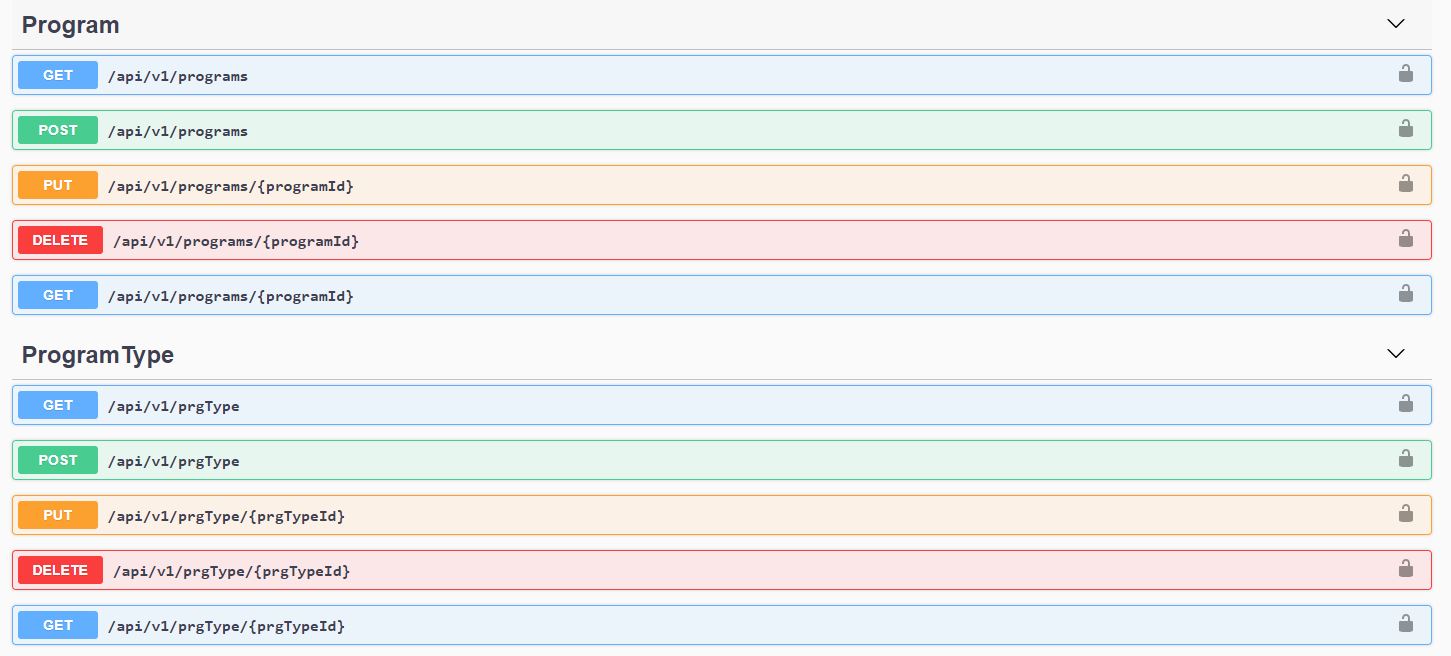 Program
GET /api/v1/programs
POST /api/v1/programs
PUT /api/v1/programs/{programId}
DELETE /api/v1/programs/{programId}
GET /api/v1/programs/{programId}
ProgramType
GET /api/v1/prgType
POST /api/v1/prgType
PUT /api/v1/prgType/{prgTypeId}
DELETE /api/v1/prgType/{prgTypeId}
GET /api/v1/prgType/{prgTypeId}